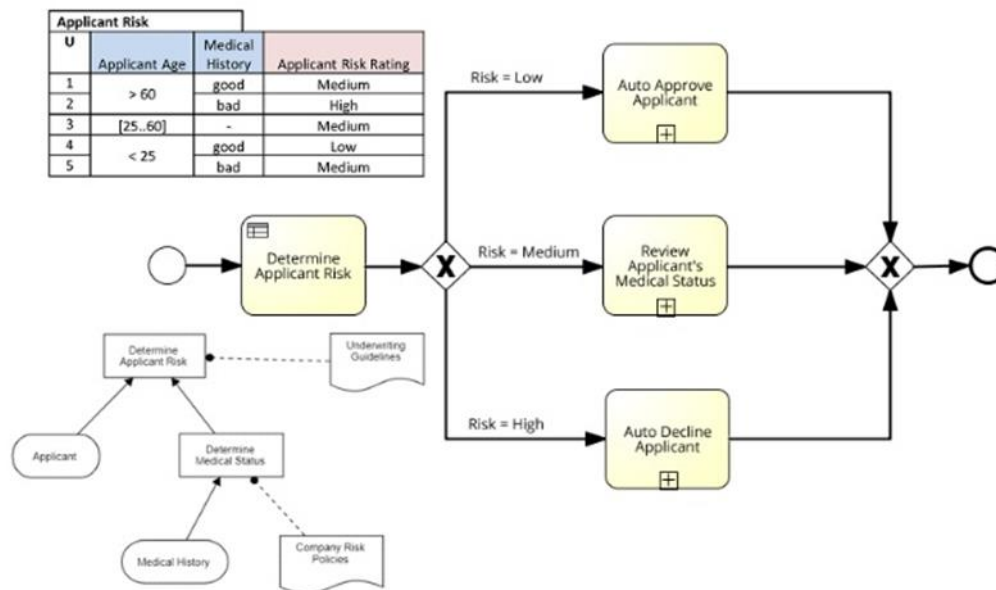 Applicant Risk
U
Applicant Age
Medical
History
Applicant Risk Rating
1
> 60
good
Medium
2
bad
High
3
[25..60]
-
Medium
4
< 25
good
Low
5
bad
Medium
Risk = Low
Auto Approve
Applicant
Determine
Applicant Risk
X
Risk = Medium
Review
Applicant's
Medical Status
X
Risk = High
Auto Decline
Applicant
Determine
Applicant Risk
Underwriting
Guidelines
Applicant
Determine
Medical Status
Medical History
Company Risk
Policies